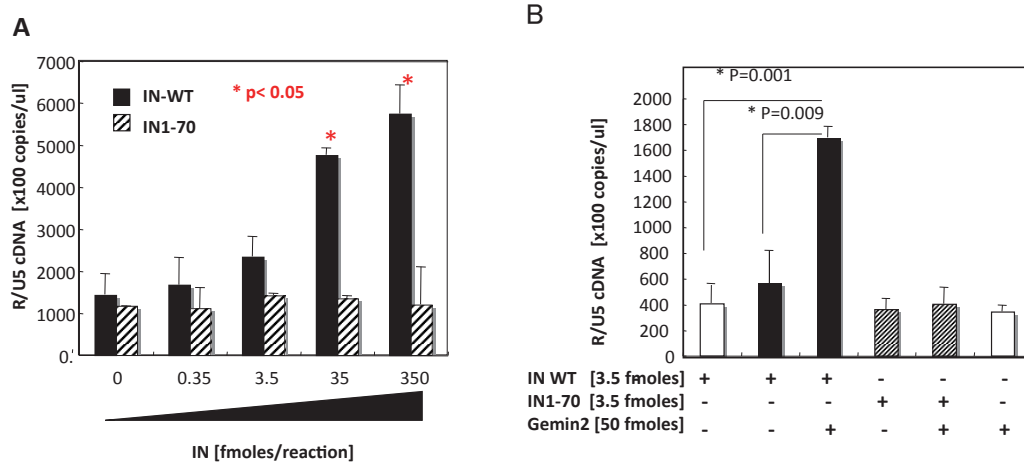 A
R/U5 cDNA [x100 copies/ul]
7000
6000
5000
4000
3000
2000
1000
0.
IN-WT
IN1-70
* p< 0.05
*
*
0 0.35 3.5 35 350
IN [fmoles/reaction]
B
R/U5 cDNA [x100 copies/ul]
* P=0.001
* P=0.009
2000
1800
1600
1400
1200
1000
800
600
400
200
0
IN WT [3.5 fmoles] + + + - - -
IN1-70 [3.5 fmoles] - - - + + -
Gemin2 [50 fmoles] - - + - + +